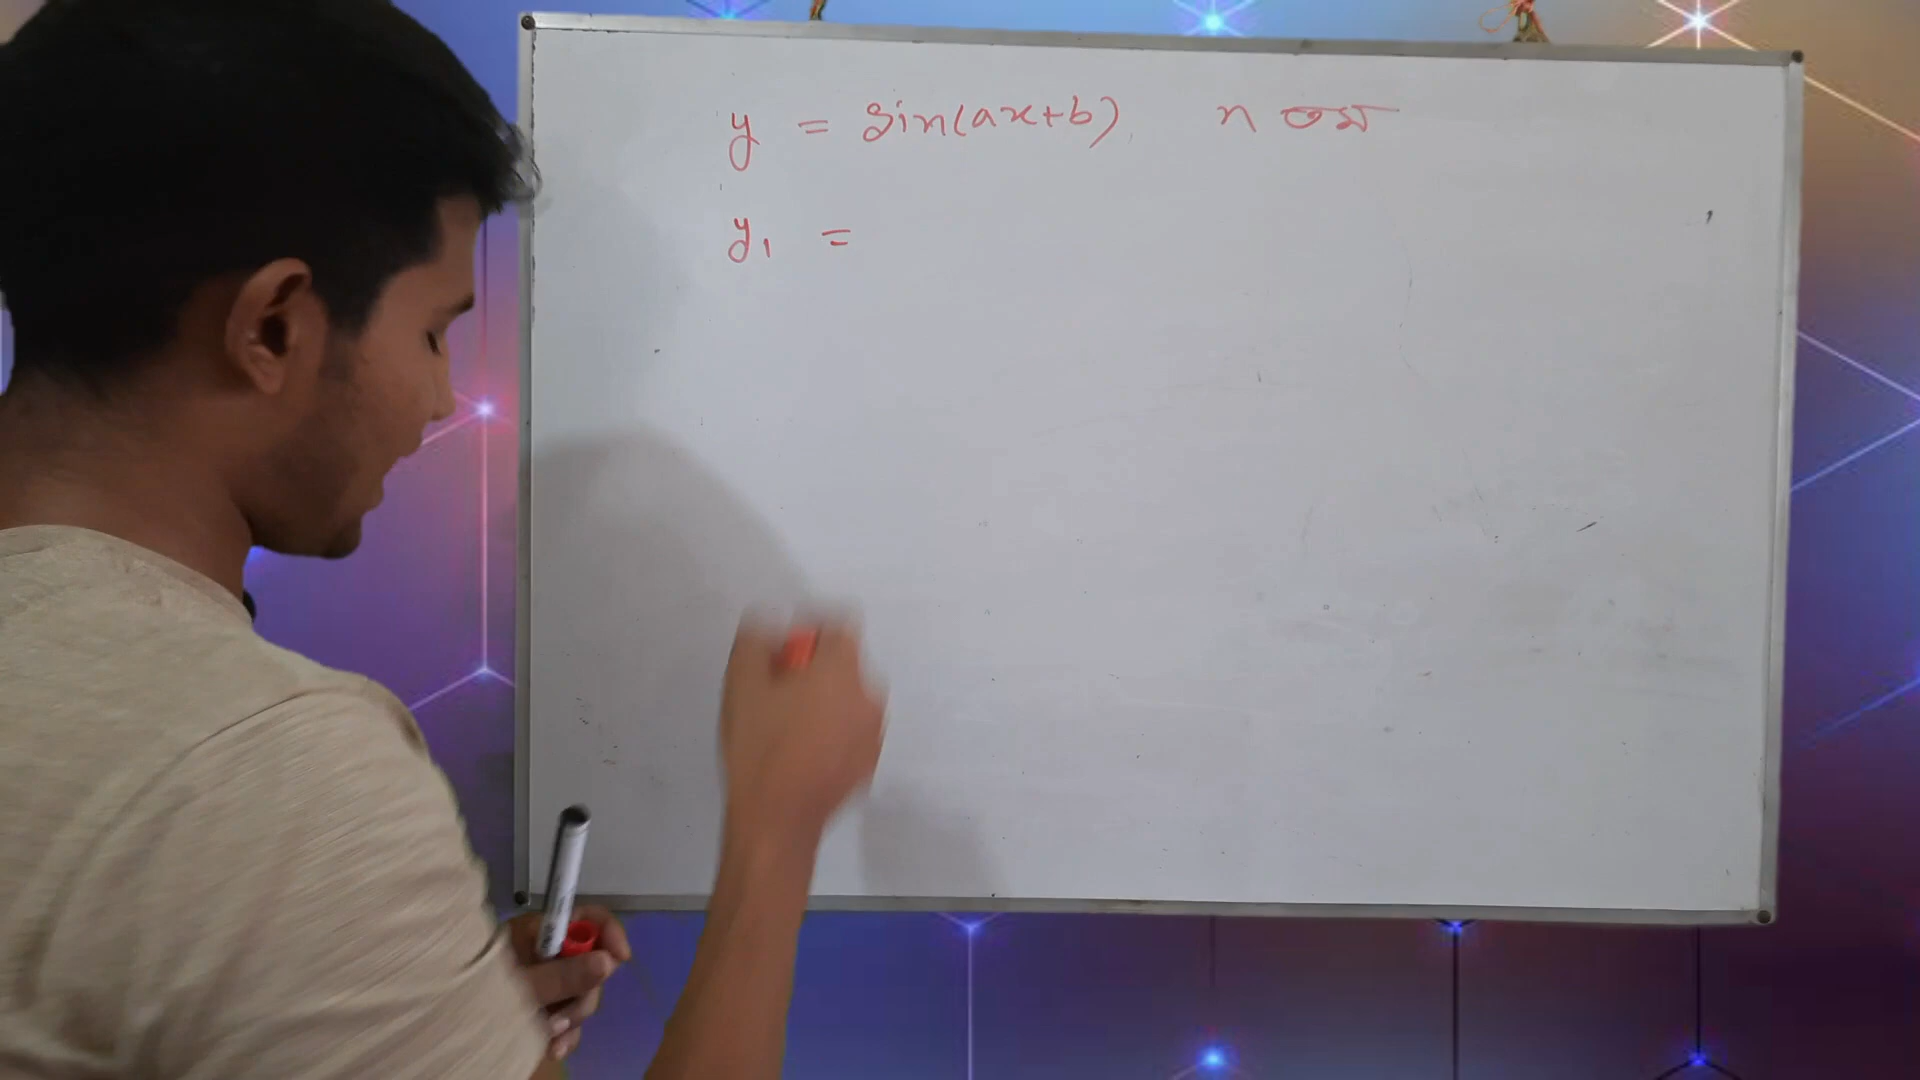 y = sin(ax+b), n তম
y₁ =